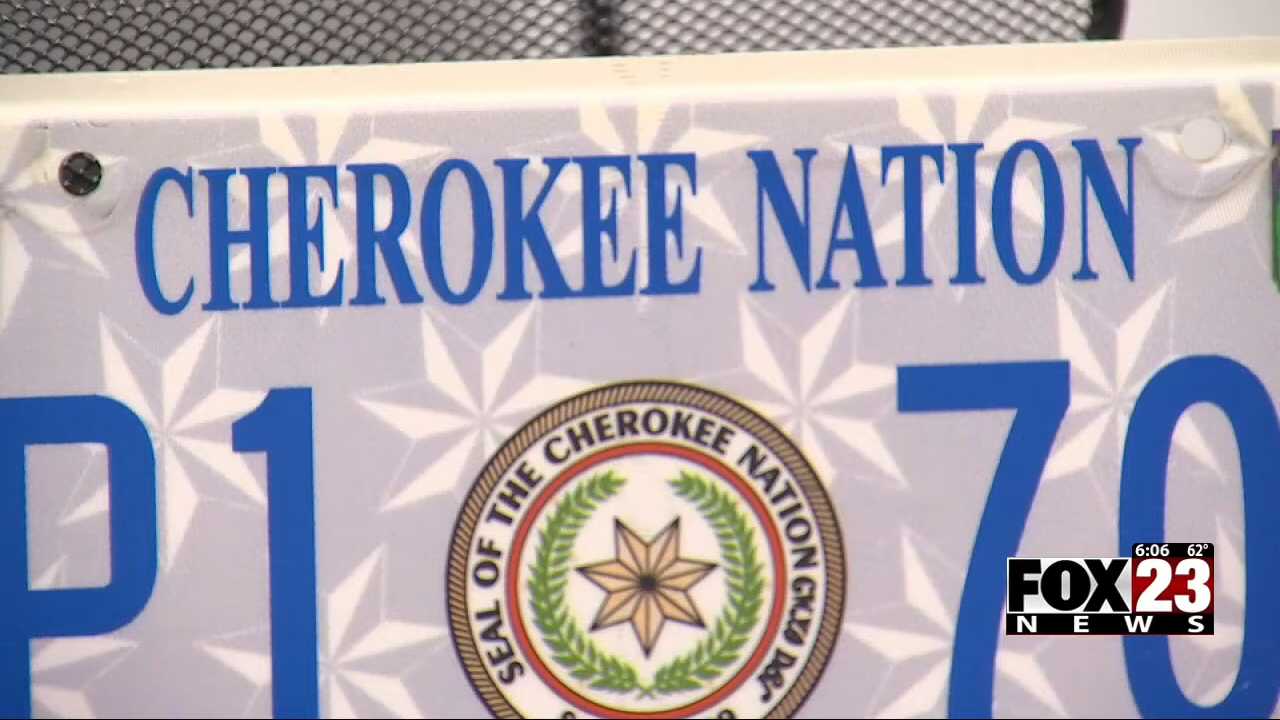 CHEROKEE NATION
P1 70
SEAL OF THE CHEROKEE NATION
6:06 62°
FOX 23
NEWS